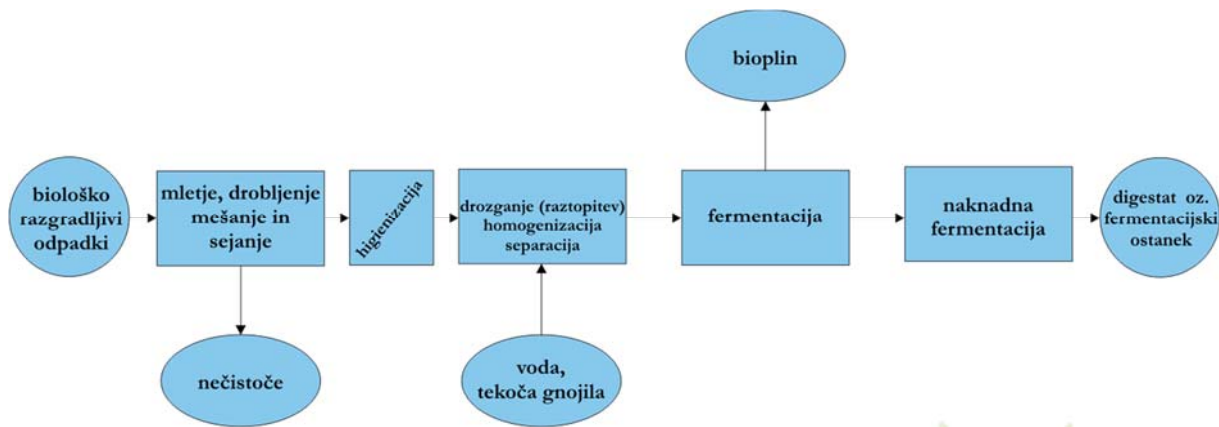 bioplin
biološko
razgradljivi
odpadki
mletje, drobljenje
mešanje in
sejanje
higienizacija
drozganje (raztopitev)
homogenizacija
separacija
fermentacija
naknadna
fermentacija
digestat oz.
fermentacijski
ostanek
nečistoče
voda,
tekoča gnojila